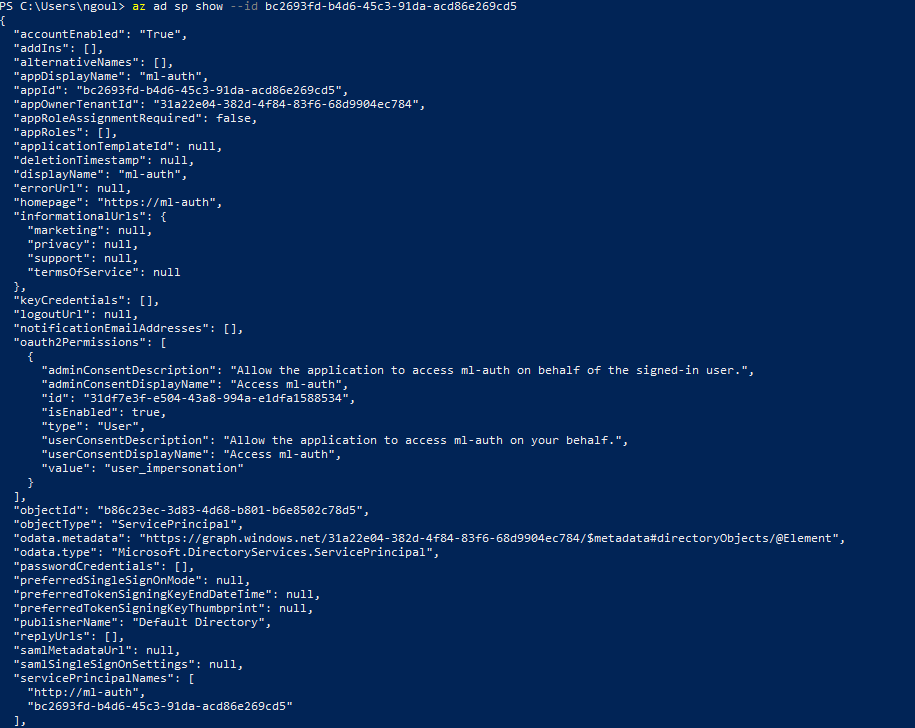 PS C:\Users\ngoul> az ad sp show --id bc2693fd-b4d6-45c3-91da-acd86e269cd5
{
  "accountEnabled": "True",
  "addIns": [],
  "alternativeNames": [],
  "appDisplayName": "ml-auth",
  "appId": "bc2693fd-b4d6-45c3-91da-acd86e269cd5",
  "appOwnerTenantId": "31a22e04-382d-4f84-83f6-68d9904ec784",
  "appRoleAssignmentRequired": false,
  "appRoles": [],
  "applicationTemplateId": null,
  "deletionTimestamp": null,
  "displayName": "ml-auth",
  "errorUrl": null,
  "homepage": "https://ml-auth",
  "informationalUrls": {
    "marketing": null,
    "privacy": null,
    "support": null,
    "termsOfService": null
  },
  "keyCredentials": [],
  "logoutUrl": null,
  "notificationEmailAddresses": [],
  "oauth2Permissions": [
    {
      "adminConsentDescription": "Allow the application to access ml-auth on behalf of the signed-in user.",
      "adminConsentDisplayName": "Access ml-auth",
      "id": "31df7e3f-e504-43a8-994a-e1dfa1588534",
      "isEnabled": true,
      "type": "User",
      "userConsentDescription": "Allow the application to access ml-auth on your behalf.",
      "userConsentDisplayName": "Access ml-auth",
      "value": "user_impersonation"
    }
  ],
  "objectId": "b86c23ec-3d83-4d68-b801-b6e8502c78d5",
  "objectType": "ServicePrincipal",
  "odata.metadata": "https://graph.windows.net/31a22e04-382d-4f84-83f6-68d9904ec784/$metadata#directoryObjects/@Element",
  "odata.type": "Microsoft.DirectoryServices.ServicePrincipal",
  "passwordCredentials": [],
  "preferredSingleSignOnMode": null,
  "preferredTokenSigningKeyEndDateTime": null,
  "preferredTokenSigningKeyThumbprint": null,
  "publisherName": "Default Directory",
  "replyUrls": [],
  "samlMetadataUrl": null,
  "samlSingleSignOnSettings": null,
  "servicePrincipalNames": [
    "http://ml-auth",
    "bc2693fd-b4d6-45c3-91da-acd86e269cd5"
  ],